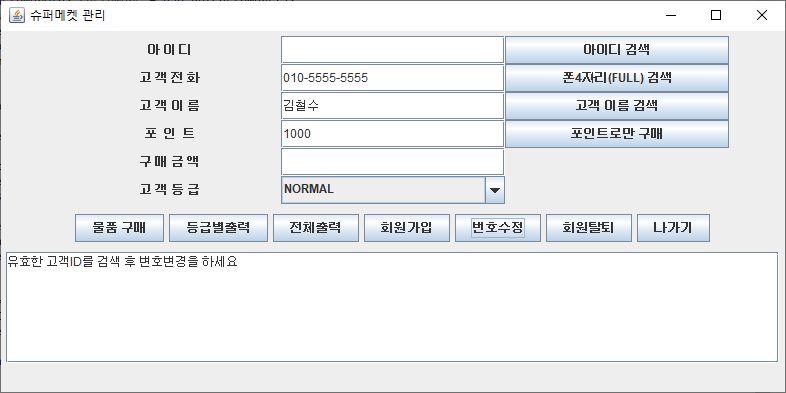 슈퍼메켓 관리
아 이 디 아이디 검색
고 객 전 화 010-5555-5555 폰4자리(FULL) 검색
고 객 이 름 김철수 고객 이름 검색
포 인 트 1000 포인트로만 구매
구 매 금 액
고 객 등 급 NORMAL
물품 구매 등급별출력 전체출력 회원가입 번호수정 회원탈퇴 나가기
유효한 고객ID를 검색 후 변호변경을 하세요